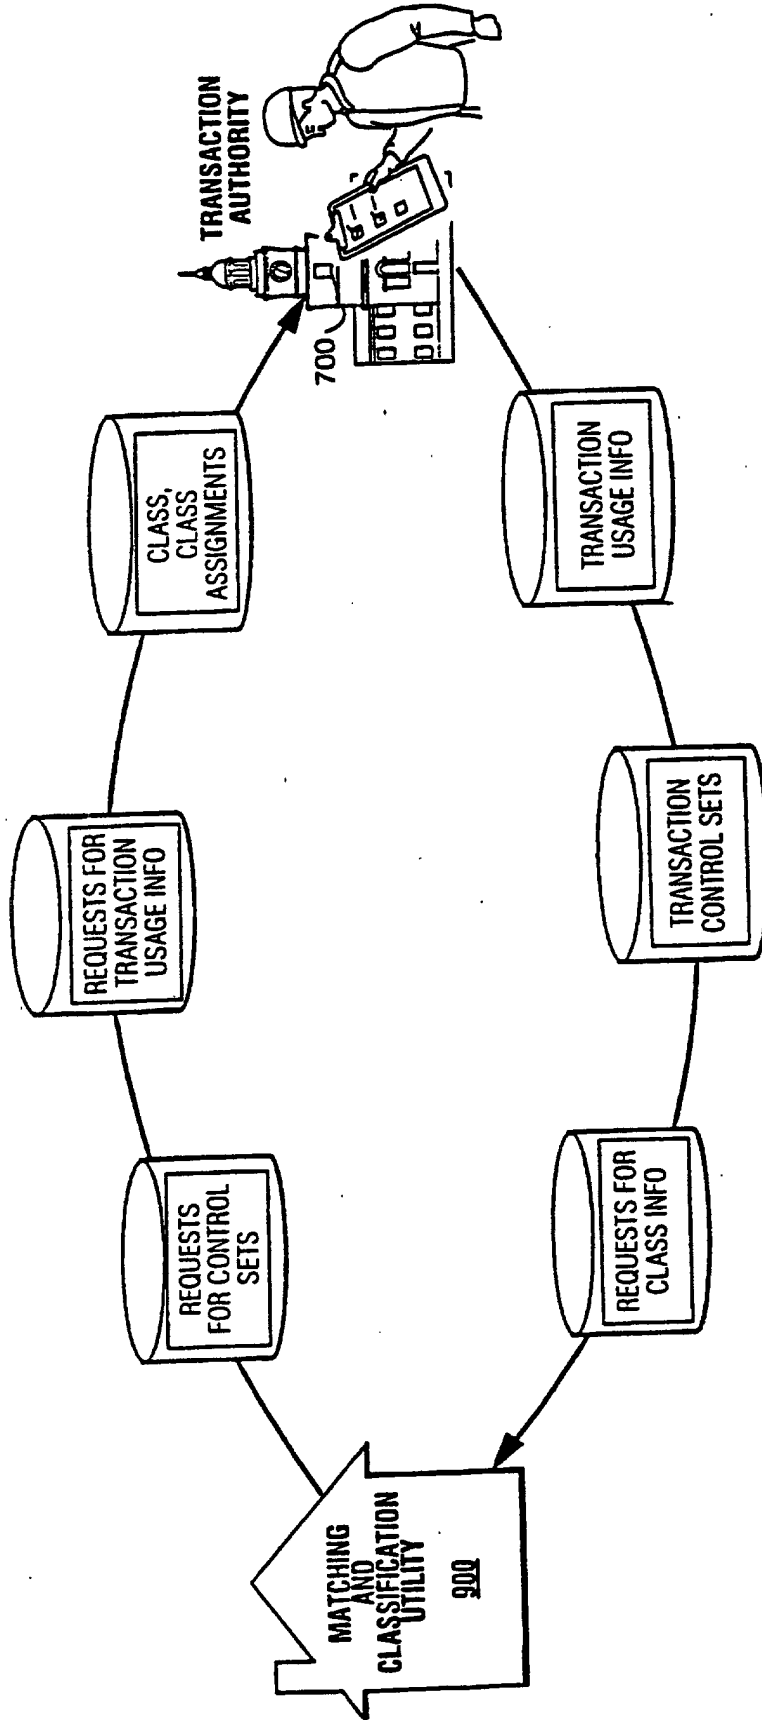 MATCHING
AND
CLASSIFICATION
UTILITY
900
REQUESTS
FOR CONTROL
SETS
REQUESTS FOR
TRANSACTION
USAGE INFO
CLASS,
CLASS
ASSIGNMENTS
TRANSACTION
AUTHORITY
700
TRANSACTION
USAGE INFO
TRANSACTION
CONTROL SETS
REQUESTS FOR
CLASS INFO